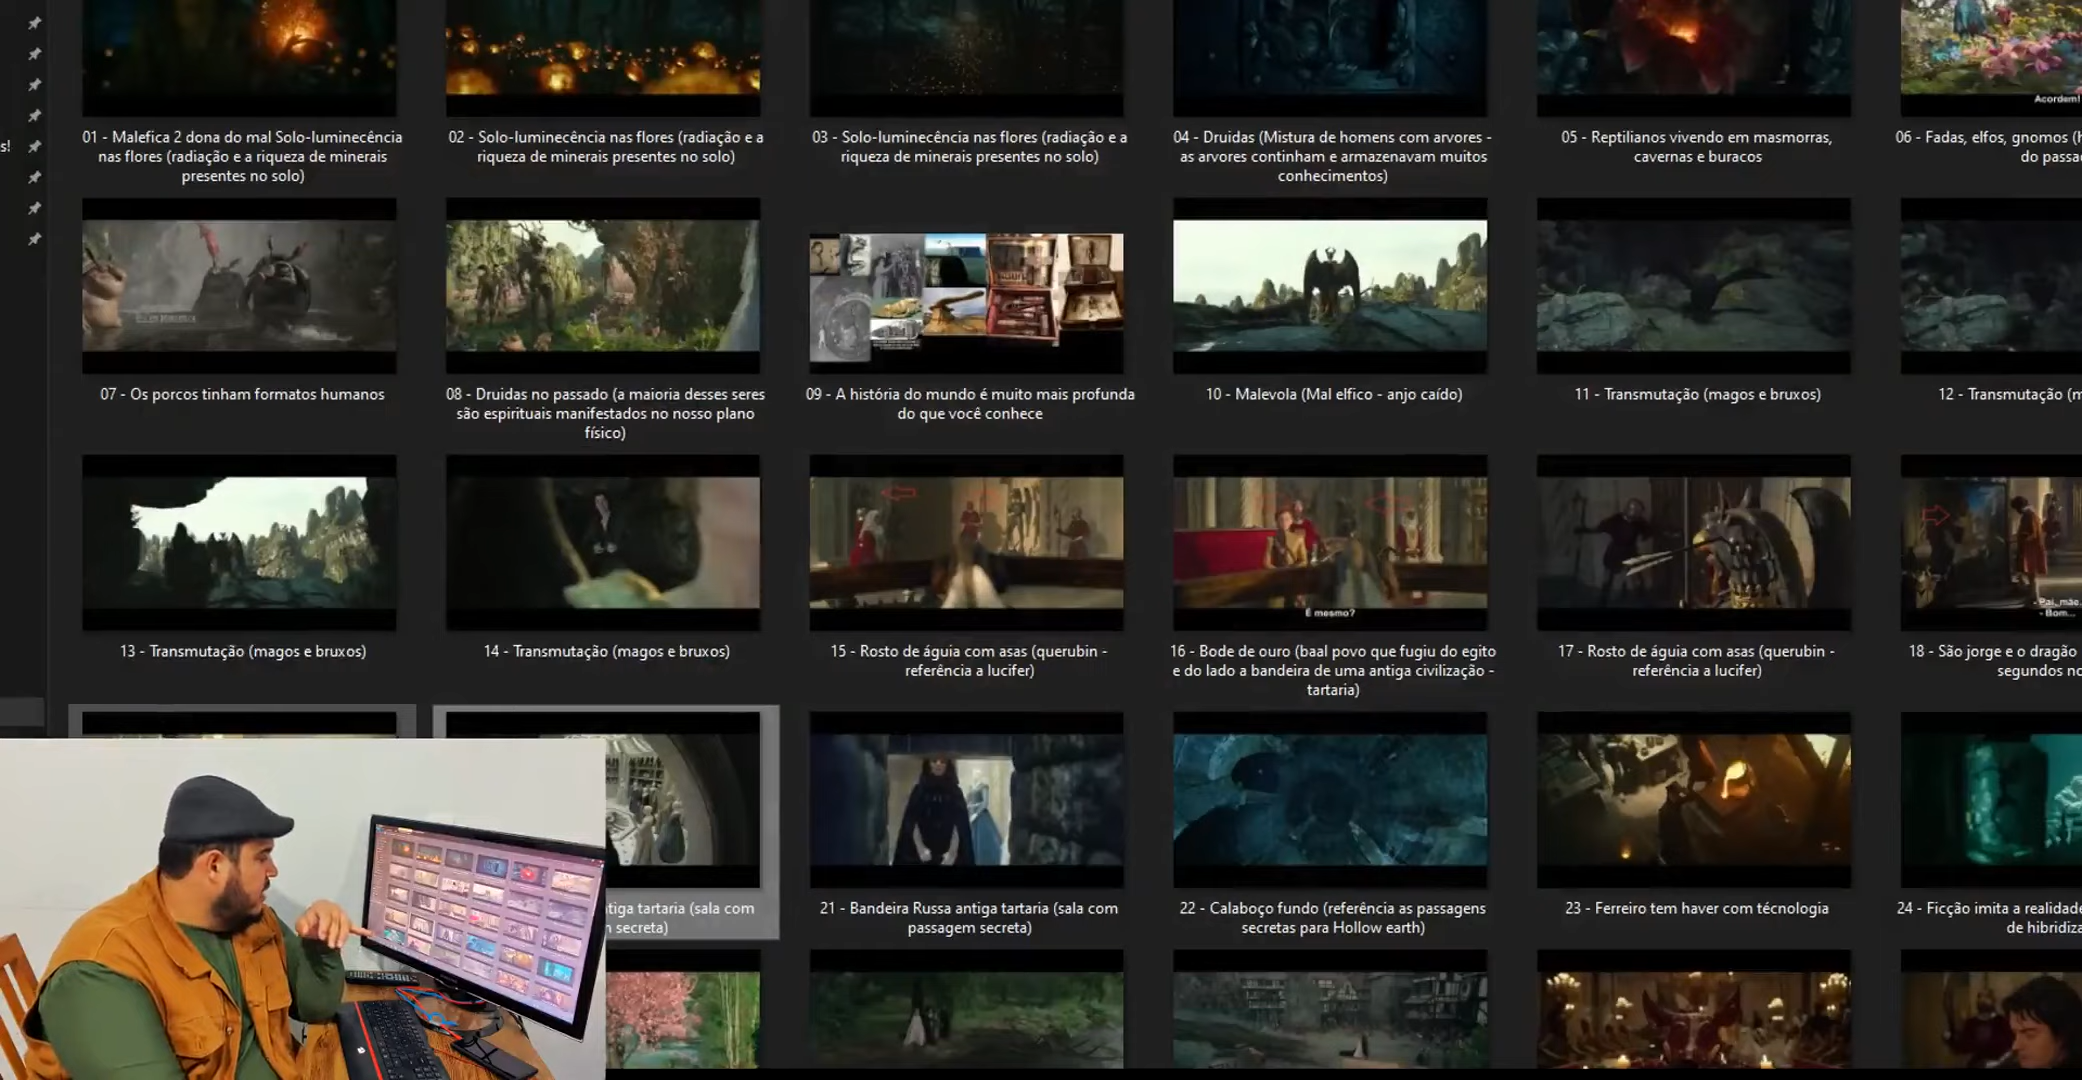 Acordem!
s!
01 - Malefica 2 dona do mal Solo-luminecência
nas flores (radiação e a riqueza de minerais
presentes no solo)
02 - Solo-luminecência nas flores (radiação e a
riqueza de minerais presentes no solo)
03 - Solo-luminecência nas flores (radiação e a
riqueza de minerais presentes no solo)
04 - Druidas (Mistura de homens com arvores -
as arvores continham e armazenavam muitos
conhecimentos)
05 - Reptilianos vivendo em masmorras,
cavernas e buracos
06 - Fadas, elfos, gnomos (h
do passa
07 - Os porcos tinham formatos humanos
08 - Druidas no passado (a maioria desses seres
são espirituais manifestados no nosso plano
físico)
09 - A história do mundo é muito mais profunda
do que você conhece
10 - Malevola (Mal elfico - anjo caído)
11 - Transmutação (magos e bruxos)
12 - Transmutação (m
É mesmo?
- Pai, mãe.
- Bom...
13 - Transmutação (magos e bruxos)
14 - Transmutação (magos e bruxos)
15 - Rosto de águia com asas (querubin -
referência a lucifer)
16 - Bode de ouro (baal povo que fugiu do egito
e do lado a bandeira de uma antiga civilização -
tartaria)
17 - Rosto de águia com asas (querubin -
referência a lucifer)
18 - São jorge e o dragão
segundos no
tiga tartaria (sala com
secreta)
21 - Bandeira Russa antiga tartaria (sala com
passagem secreta)
22 - Calaboço fundo (referência as passagens
secretas para Hollow earth)
23 - Ferreiro tem haver com técnologia
24 - Ficção imita a realidade
de hibridiza